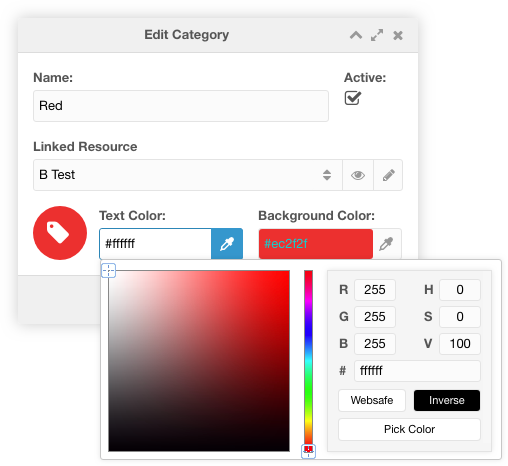 Edit Category
Name:
Active:
Red
Linked Resource
B Test
Text Color:
Background Color:
#ffffff
#ec2f2f
R 255 H 0
G 255 S 0
B 255 V 100
# ffffff
Websafe Inverse
Pick Color